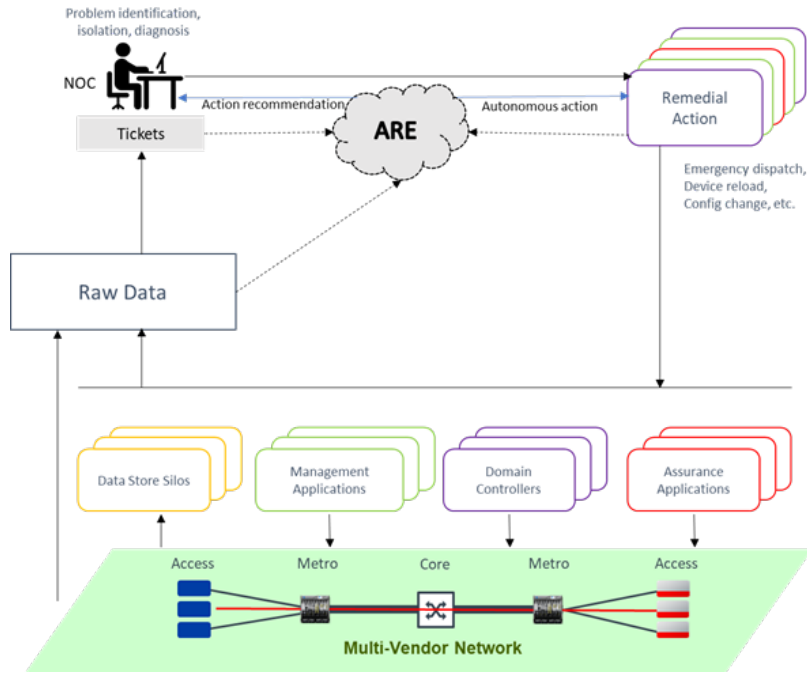 Problem identification,
isolation, diagnosis
NOC
Action recommendation
Autonomous action
ARE
Remedial
Action
Tickets
Emergency dispatch,
Device reload,
Config change, etc.
Raw Data
Data Store Silos
Management
Applications
Domain
Controllers
Assurance
Applications
Access
Metro
Core
Metro
Access
Multi-Vendor Network